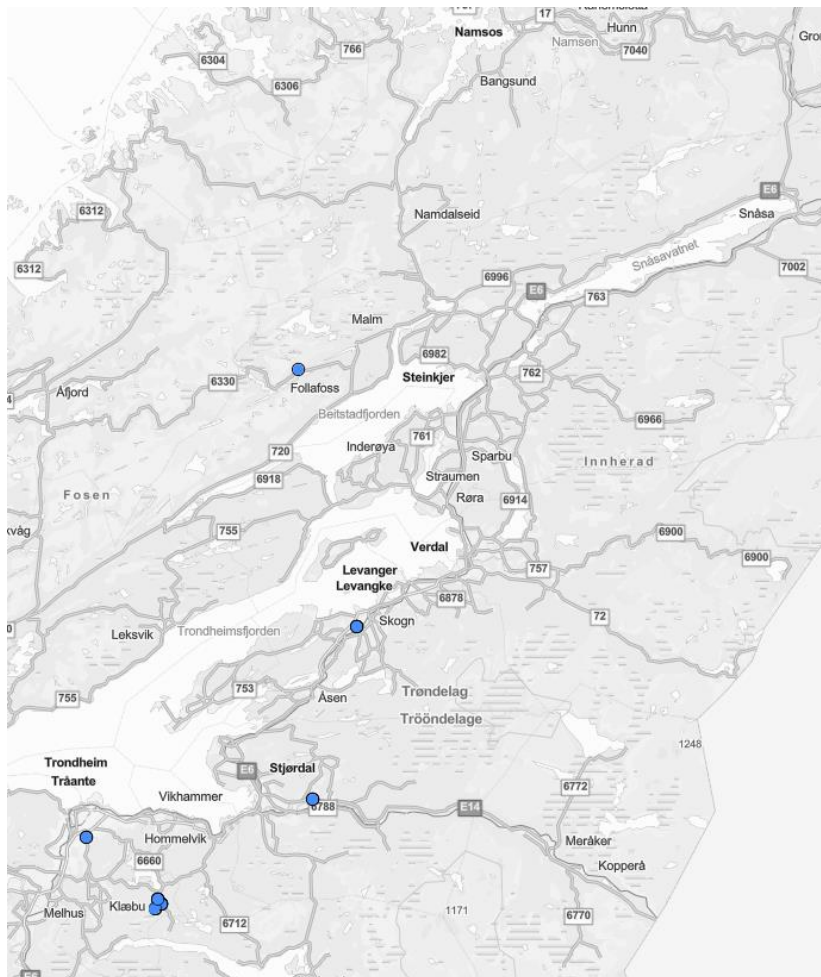 17
Hunn
Namsos
Namsen
7040
766
6304
6306
Bangsund
E6
6312
Namdalseid
Snåsa
Snåsavatnet
6312
6996
7002
E6
763
Malm
6982
762
6330
Follafoss
Steinkjer
Åfjord
Beitstadfjorden
6966
761
Inderøya
720
Sparbu
Innherad
6918
Straumen
Fosen
Røra
6914
755
Verdal
6900
6900
Levanger
Levangke
757
6878
72
Skogn
Leksvik
Trondheimsfjorden
753
Åsen
Trøndelag
Trööndelage
755
1248
Trondheim
Tråante
E6
Stjørdal
6772
Vikhammer
6788
E14
Hommelvik
Meråker
6660
Kopperå
Melhus
Klæbu
6712
1171
6770